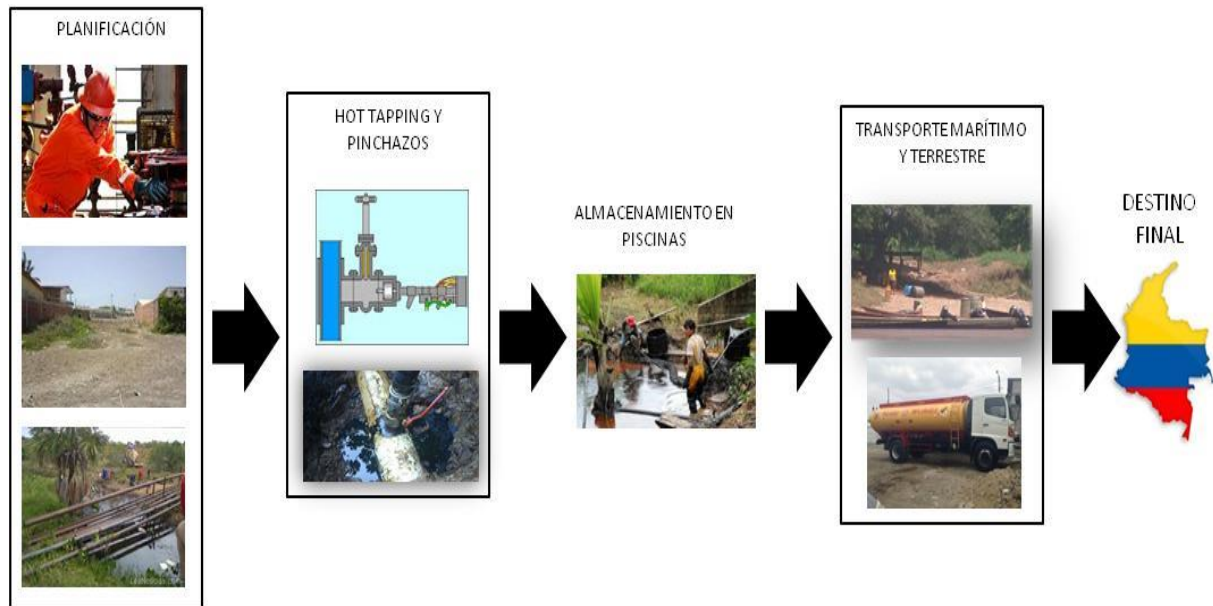 PLANIFICACIÓN
HOT TAPPING Y
PINCHAZOS
ALMACENAMIENTO EN
PISCINAS
TRANSPORTE MARÍTIMO
Y TERRESTRE
DESTINO
FINAL